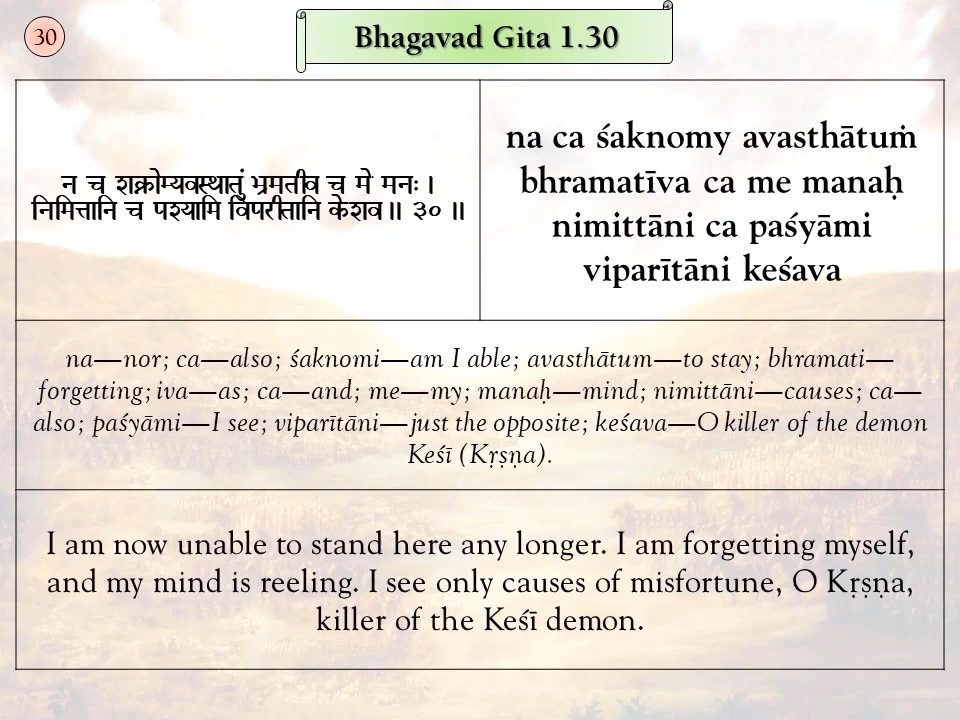 30
Bhagavad Gita 1.30
न च शक्नोम्यवस्थातुं भ्रमतीव च मे मनः ।
निमित्तानि च पश्यामि विपरीतानि केशव ॥ ३० ॥
na ca śaknomy avasthātuṁ
bhramatīva ca me manaḥ
nimittāni ca paśyāmi
viparītāni keśava
na—nor; ca—also; śaknomi—am I able; avasthātum—to stay; bhramati—
forgetting; iva—as; ca—and; me—my; manaḥ—mind; nimittāni—causes; ca—
also; paśyāmi—I see; viparītāni—just the opposite; keśava—O killer of the demon
Keśī (Kṛṣṇa).
I am now unable to stand here any longer. I am forgetting myself,
and my mind is reeling. I see only causes of misfortune, O Kṛṣṇa,
killer of the Keśī demon.